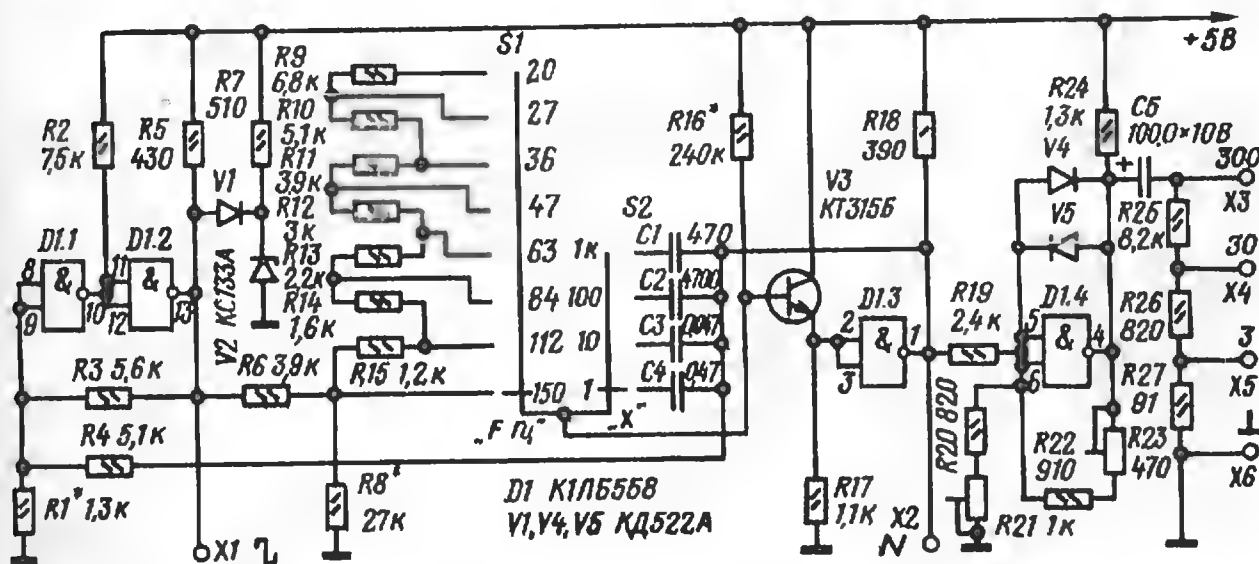 +5В
S1
R9
6,8к
20
R7
510
R10
5,1к
27
R2
7,5к
R5
430
R11
3,9к
36
R12
3к
47
R13
2,2к
63
R14
1,6к
84
R15 1,2к
112
150
"F гц"
V1
V2 КС133А
D1.1
&
8
9
10
D1.2
&
11
12
13
R3 5,6к
R6 3,9к
R4 5,1к
R1* 1,3к
R8*
27к
X1
S2
1к
100
10
1
"X"
C1 470
C2 4700
C3
C4 .047
R16*
240к
R18
390
V3
КТ315Б
D1.3
&
2
3
1
R19
2,4к
R17
1,1к
X2
D1 К1ЛБ558
V1,V4,V5 КД522А
R24
1,3к
V4
V5
C5
100,0×10В
D1.4
&
5
6
4
R20 820
R21 1к
R22
910
R23
470
R25
8,2к
R26
820
R27
91
300
X3
30
X4
3
X5
X6